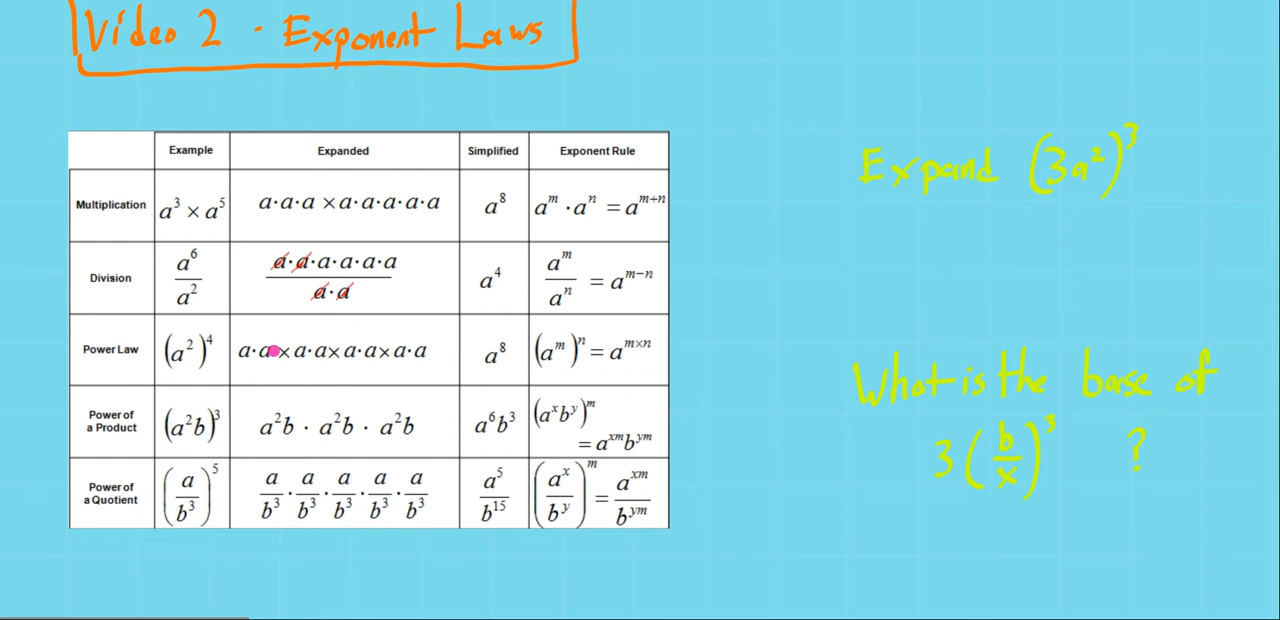 Video 2 - Exponent Laws
Example Expanded Simplified Exponent Rule
Multiplication a³ × a⁵ a·a·a ×a·a·a·a·a a⁸ aᵐ · aⁿ = aᵐ⁺ⁿ
Division a⁶/a² a·a·a·a·a·a/a·a a⁴ aᵐ/aⁿ = aᵐ⁻ⁿ
Power Law (a²)⁴ a·a×a·a×a·a×a·a a⁸ (aᵐ)ⁿ = aᵐˣⁿ
Power of
a Product (a²b)³ a²b · a²b · a²b a⁶b³ (aˣbʸ)ᵐ
= aˣᵐbʸᵐ
Power of
a Quotient (a/b³)⁵ a/b³ · a/b³ · a/b³ · a/b³ · a/b³ a⁵/b¹⁵ (aˣ/bʸ)ᵐ = aˣᵐ/bʸᵐ
Expand (3a²)³
What is the base of
3(b/x)³ ?